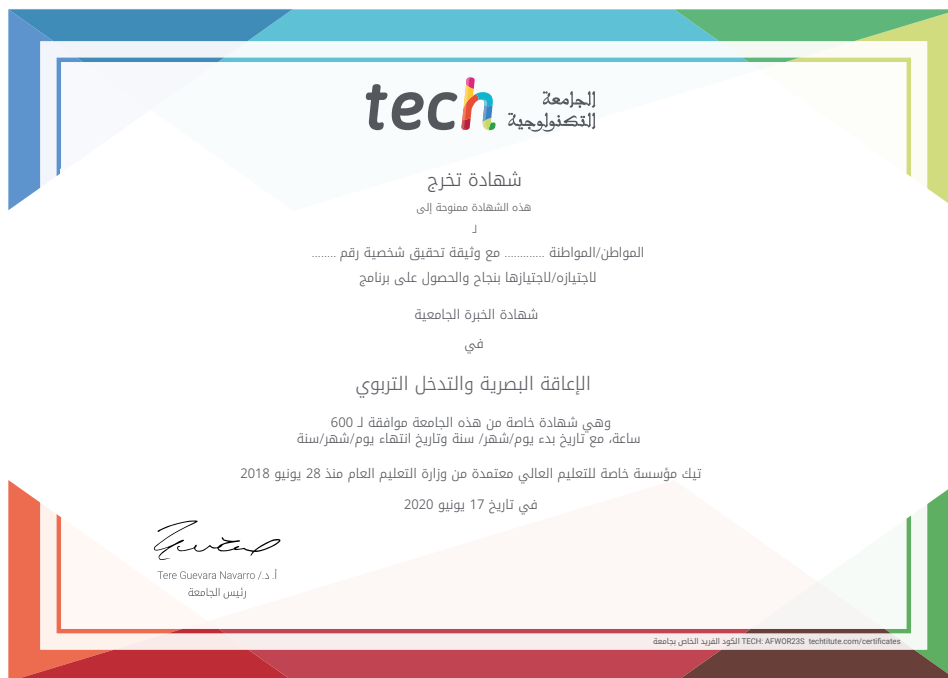 tech الجامعة
التكنولوجية
شهادة تخرج
هذه الشهادة ممنوحة إلى
لـ
المواطن/المواطنة ............ مع وثيقة تحقيق شخصية رقم ........
لاجتيازه/لاجتيازها بنجاح والحصول على برنامج
شهادة الخبرة الجامعية
في
الإعاقة البصرية والتدخل التربوي
وهي شهادة خاصة من هذه الجامعة موافقة لـ 600
ساعة، مع تاريخ بدء يوم/شهر/ سنة وتاريخ انتهاء يوم/شهر/سنة
تيك مؤسسة خاصة للتعليم العالي معتمدة من وزارة التعليم العام منذ 28 يونيو 2018
في تاريخ 17 يونيو 2020
أ. د./ Tere Guevara Navarro
رئيس الجامعة
الكود الفريد الخاص بجامعة TECH: AFWOR23S techtitute.com/certificates